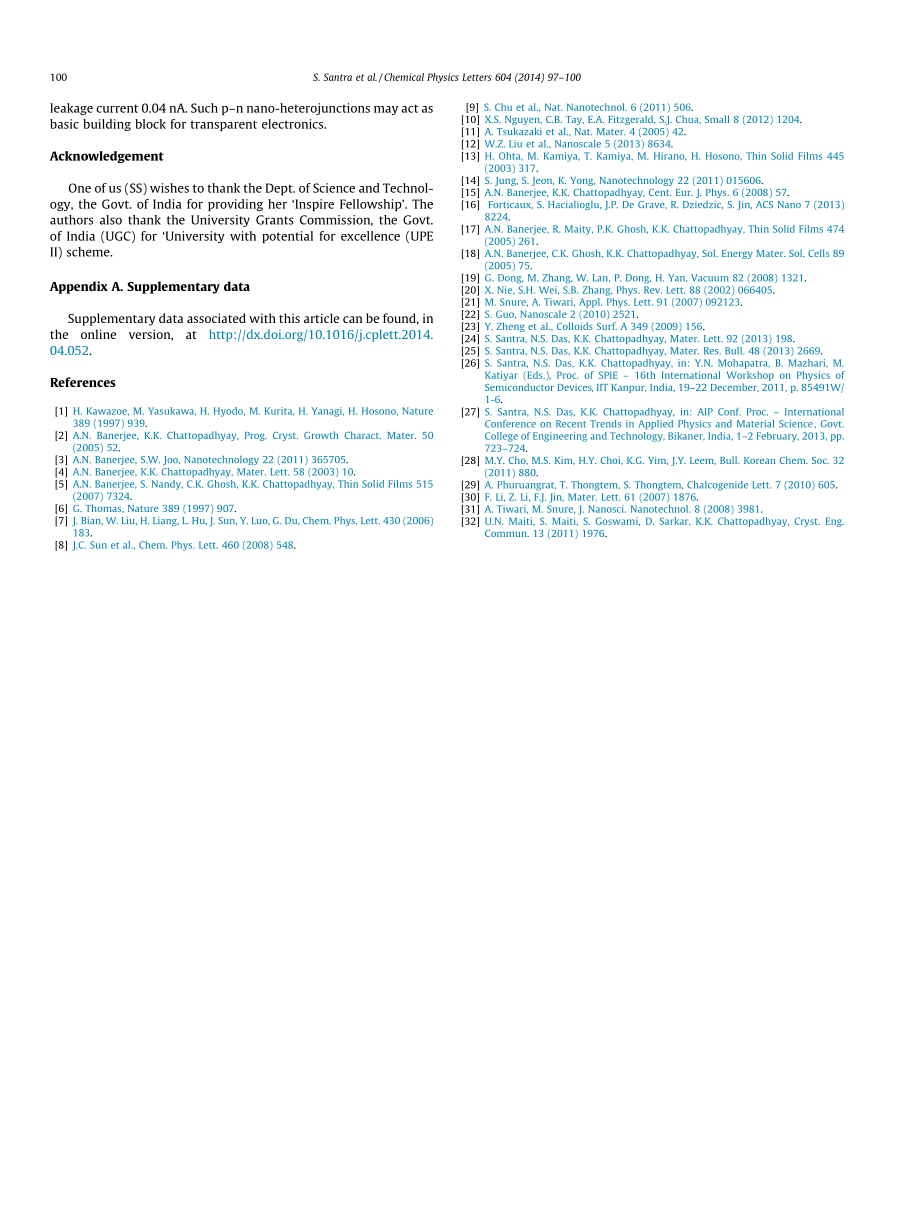 100
S. Santra et al. / Chemical Physics Letters 604 (2014) 97–100
leakage current 0.04 nA. Such p–n nano-heterojunctions may act as
basic building block for transparent electronics.
Acknowledgement
One of us (SS) wishes to thank the Dept. of Science and Technol-
ogy, the Govt. of India for providing her ‘Inspire Fellowship’. The
authors also thank the University Grants Commission, the Govt.
of India (UGC) for ‘University with potential for excellence (UPE
II) scheme.
Appendix A. Supplementary data
Supplementary data associated with this article can be found, in
the online version, at http://dx.doi.org/10.1016/j.cplett.2014.
04.052.
References
[1] H. Kawazoe, M. Yasukawa, H. Hyodo, M. Kurita, H. Yanagi, H. Hosono, Nature
389 (1997) 939.
[2] A.N. Banerjee, K.K. Chattopadhyay, Prog. Cryst. Growth Charact. Mater. 50
(2005) 52.
[3] A.N. Banerjee, S.W. Joo, Nanotechnology 22 (2011) 365705.
[4] A.N. Banerjee, K.K. Chattopadhyay, Mater. Lett. 58 (2003) 10.
[5] A.N. Banerjee, S. Nandy, C.K. Ghosh, K.K. Chattopadhyay, Thin Solid Films 515
(2007) 7324.
[6] G. Thomas, Nature 389 (1997) 907.
[7] J. Bian, W. Liu, H. Liang, L. Hu, J. Sun, Y. Luo, G. Du, Chem. Phys. Lett. 430 (2006)
183.
[8] J.C. Sun et al., Chem. Phys. Lett. 460 (2008) 548.
[9] S. Chu et al., Nat. Nanotechnol. 6 (2011) 506.
[10] X.S. Nguyen, C.B. Tay, E.A. Fitzgerald, S.J. Chua, Small 8 (2012) 1204.
[11] A. Tsukazaki et al., Nat. Mater. 4 (2005) 42.
[12] W.Z. Liu et al., Nanoscale 5 (2013) 8634.
[13] H. Ohta, M. Kamiya, T. Kamiya, M. Hirano, H. Hosono, Thin Solid Films 445
(2003) 317.
[14] S. Jung, S. Jeon, K. Yong, Nanotechnology 22 (2011) 015606.
[15] A.N. Banerjee, K.K. Chattopadhyay, Cent. Eur. J. Phys. 6 (2008) 57.
[16] Forticaux, S. Hacialioglu, J.P. De Grave, R. Dziedzic, S. Jin, ACS Nano 7 (2013)
8224.
[17] A.N. Banerjee, R. Maity, P.K. Ghosh, K.K. Chattopadhyay, Thin Solid Films 474
(2005) 261.
[18] A.N. Banerjee, C.K. Ghosh, K.K. Chattopadhyay, Sol. Energy Mater. Sol. Cells 89
(2005) 75.
[19] G. Dong, M. Zhang, W. Lan, P. Dong, H. Yan, Vacuum 82 (2008) 1321.
[20] X. Nie, S.H. Wei, S.B. Zhang, Phys. Rev. Lett. 88 (2002) 066405.
[21] M. Snure, A. Tiwari, Appl. Phys. Lett. 91 (2007) 092123.
[22] S. Guo, Nanoscale 2 (2010) 2521.
[23] Y. Zheng et al., Colloids Surf. A 349 (2009) 156.
[24] S. Santra, N.S. Das, K.K. Chattopadhyay, Mater. Lett. 92 (2013) 198.
[25] S. Santra, N.S. Das, K.K. Chattopadhyay, Mater. Res. Bull. 48 (2013) 2669.
[26] S. Santra, N.S. Das, K.K. Chattopadhyay, in: Y.N. Mohapatra, B. Mazhari, M.
Katiyar (Eds.), Proc. of SPIE – 16th International Workshop on Physics of
Semiconductor Devices, IIT Kanpur, India, 19–22 December, 2011, p. 85491W/
1-6.
[27] S. Santra, N.S. Das, K.K. Chattopadhyay, in: AIP Conf. Proc. – International
Conference on Recent Trends in Applied Physics and Material Science, Govt.
College of Engineering and Technology, Bikaner, India, 1–2 February, 2013, pp.
723–724.
[28] M.Y. Cho, M.S. Kim, H.Y. Choi, K.G. Yim, J.Y. Leem, Bull. Korean Chem. Soc. 32
(2011) 880.
[29] A. Phuruangrat, T. Thongtem, S. Thongtem, Chalcogenide Lett. 7 (2010) 605.
[30] F. Li, Z. Li, F.J. Jin, Mater. Lett. 61 (2007) 1876.
[31] A. Tiwari, M. Snure, J. Nanosci. Nanotechnol. 8 (2008) 3981.
[32] U.N. Maiti, S. Maiti, S. Goswami, D. Sarkar, K.K. Chattopadhyay, Cryst. Eng.
Commun. 13 (2011) 1976.